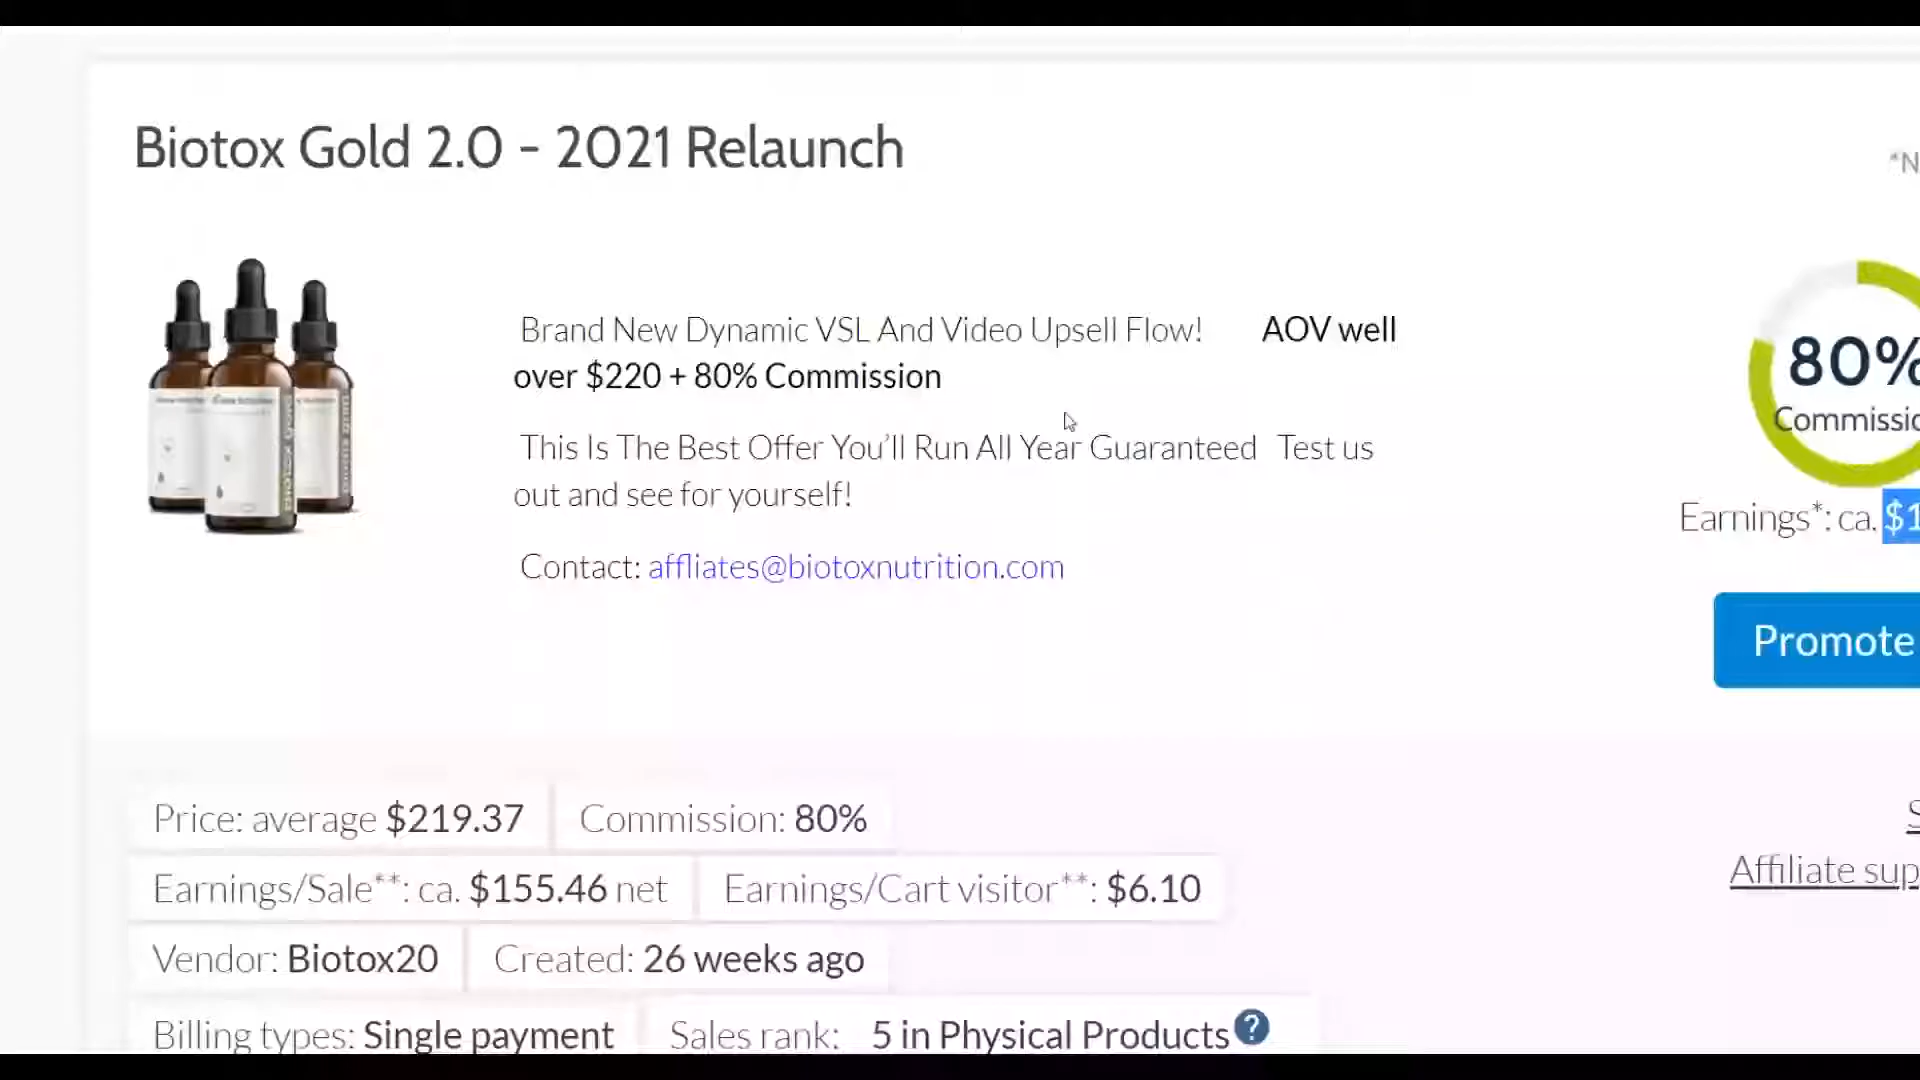 Biotox Gold 2.0 - 2021 Relaunch
Brand New Dynamic VSL And Video Upsell Flow! AOV well
over $220 + 80% Commission
This Is The Best Offer You'll Run All Year Guaranteed Test us
out and see for yourself!
Contact: affliates@biotoxnutrition.com
*N
80%
Commissio
Earnings*: ca. $1
Promote
Price: average $219.37 Commission: 80%
Earnings/Sale**: ca. $155.46 net Earnings/Cart visitor**: $6.10
Affiliate sup
Vendor: Biotox20 Created: 26 weeks ago
Billing types: Single payment Sales rank: 5 in Physical Products ?